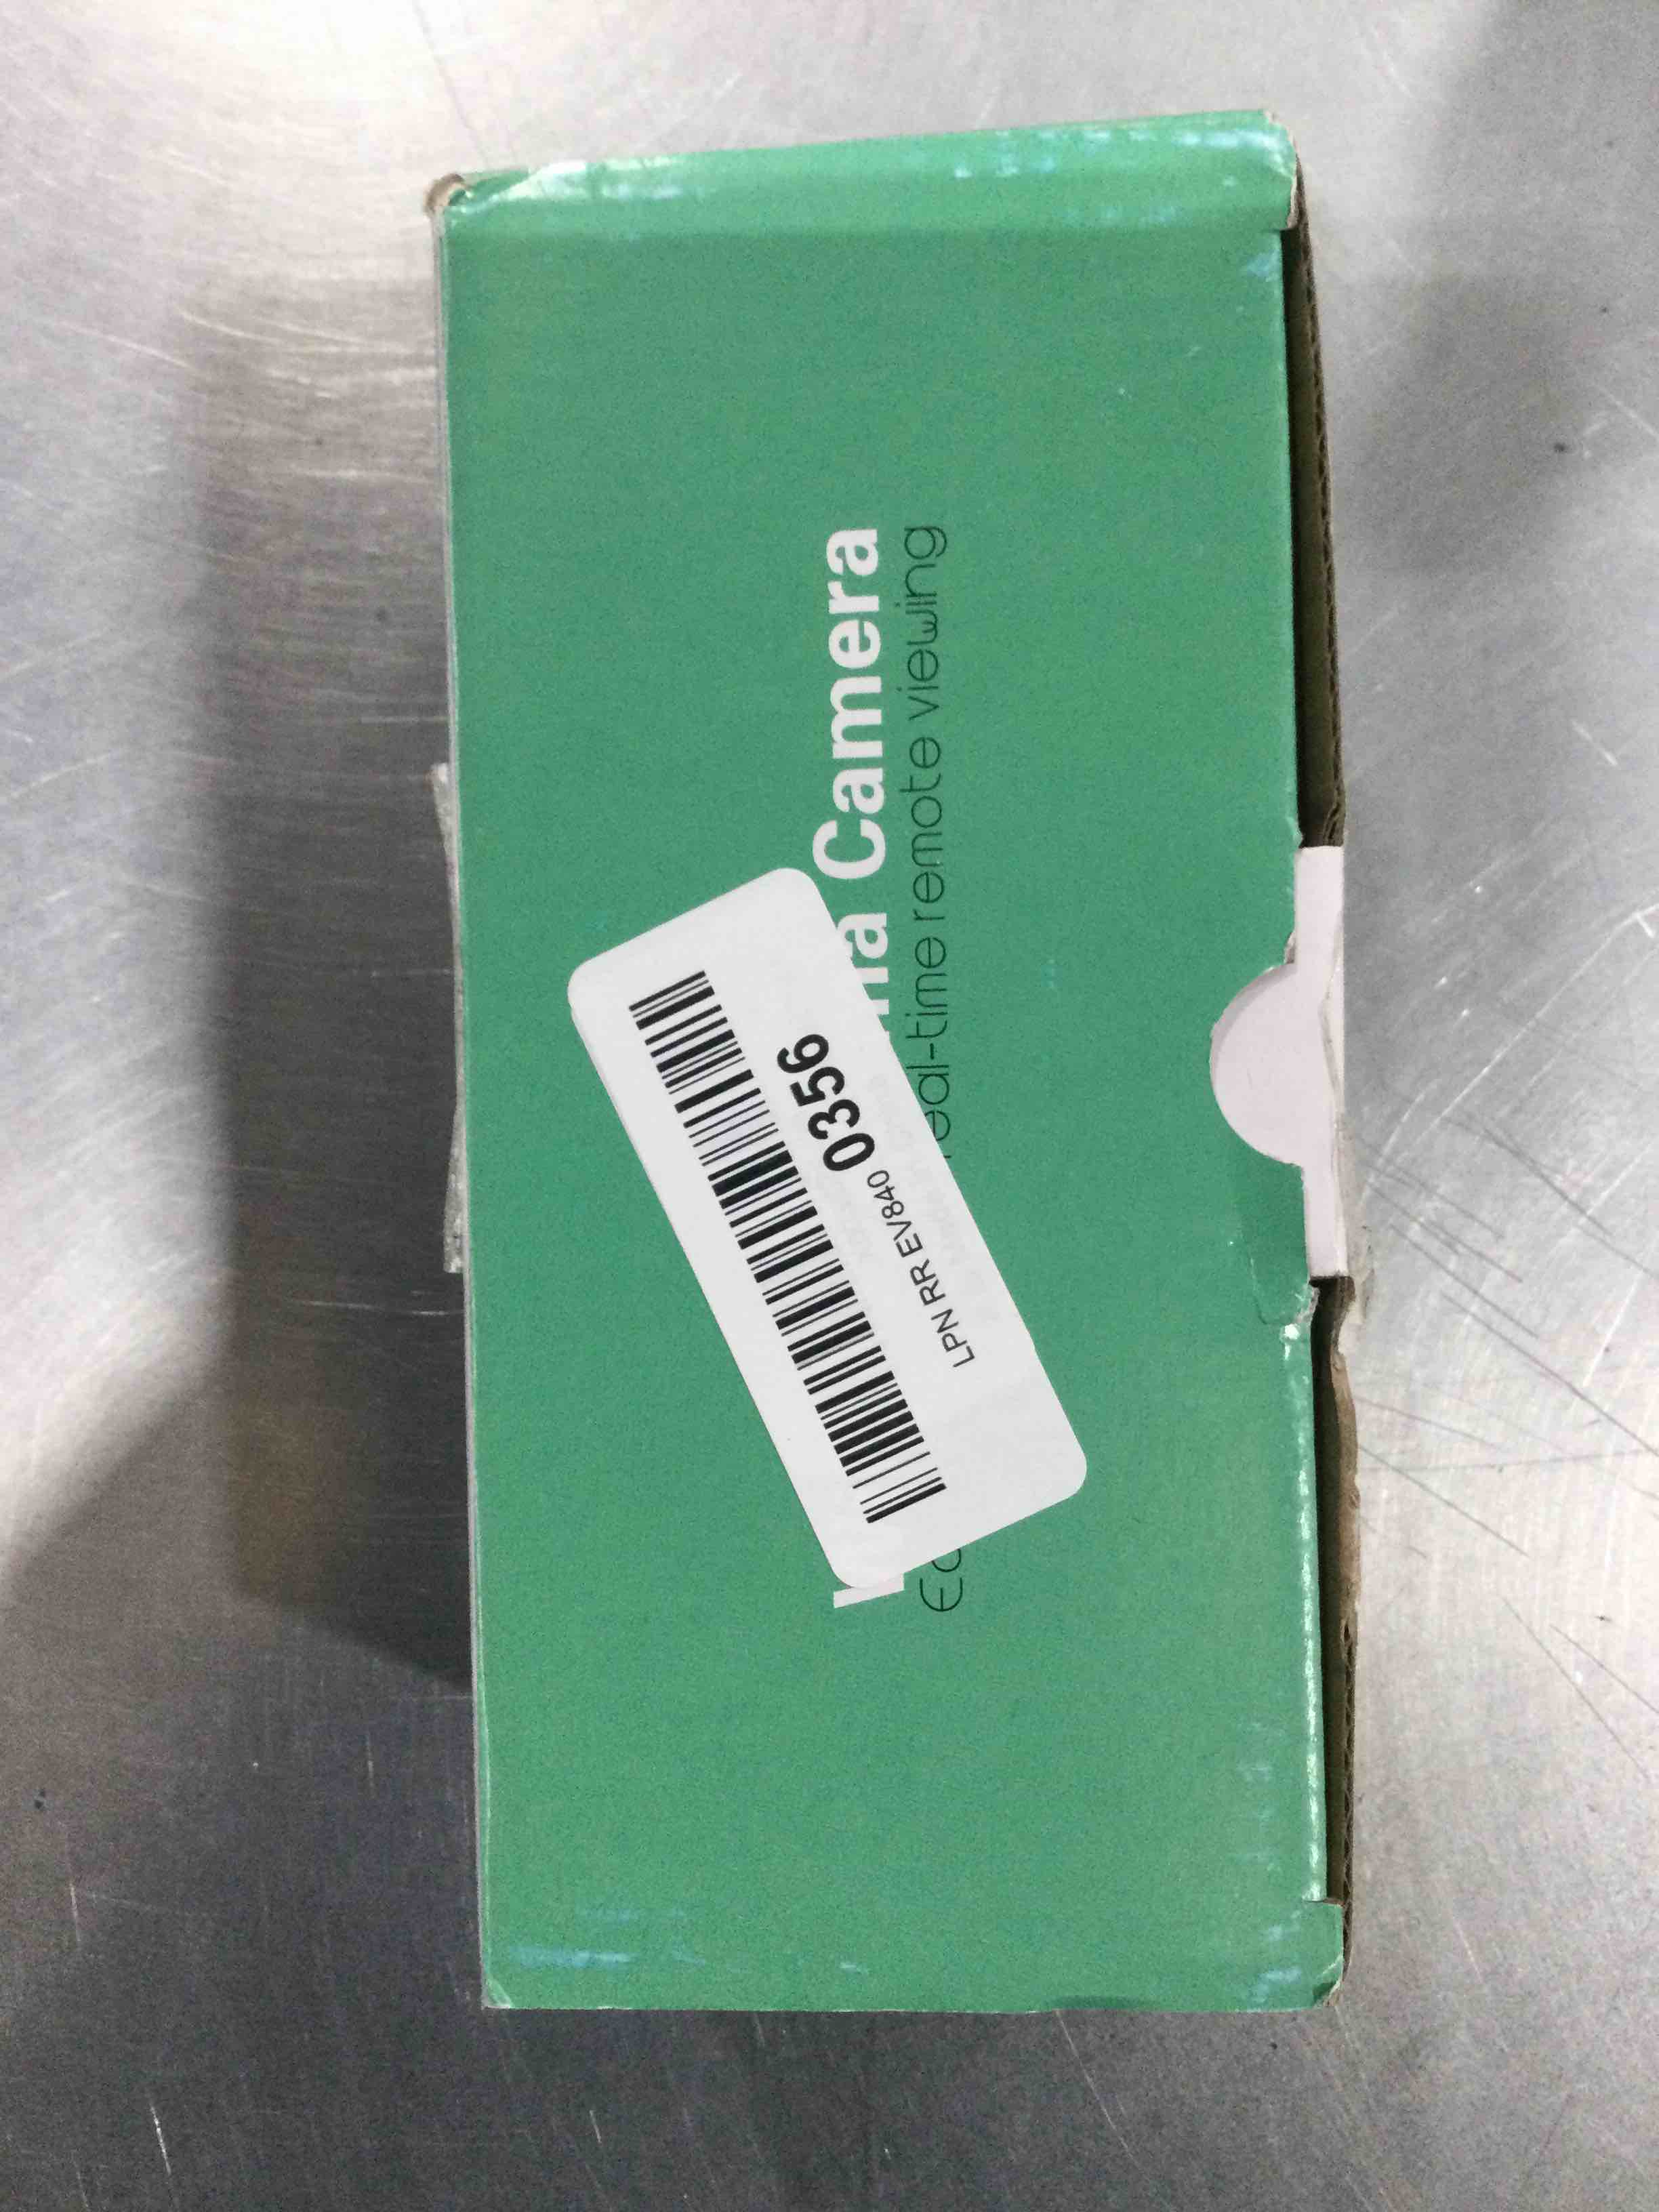 Camera
real-time remote viewing
0356
LPN RR EV840